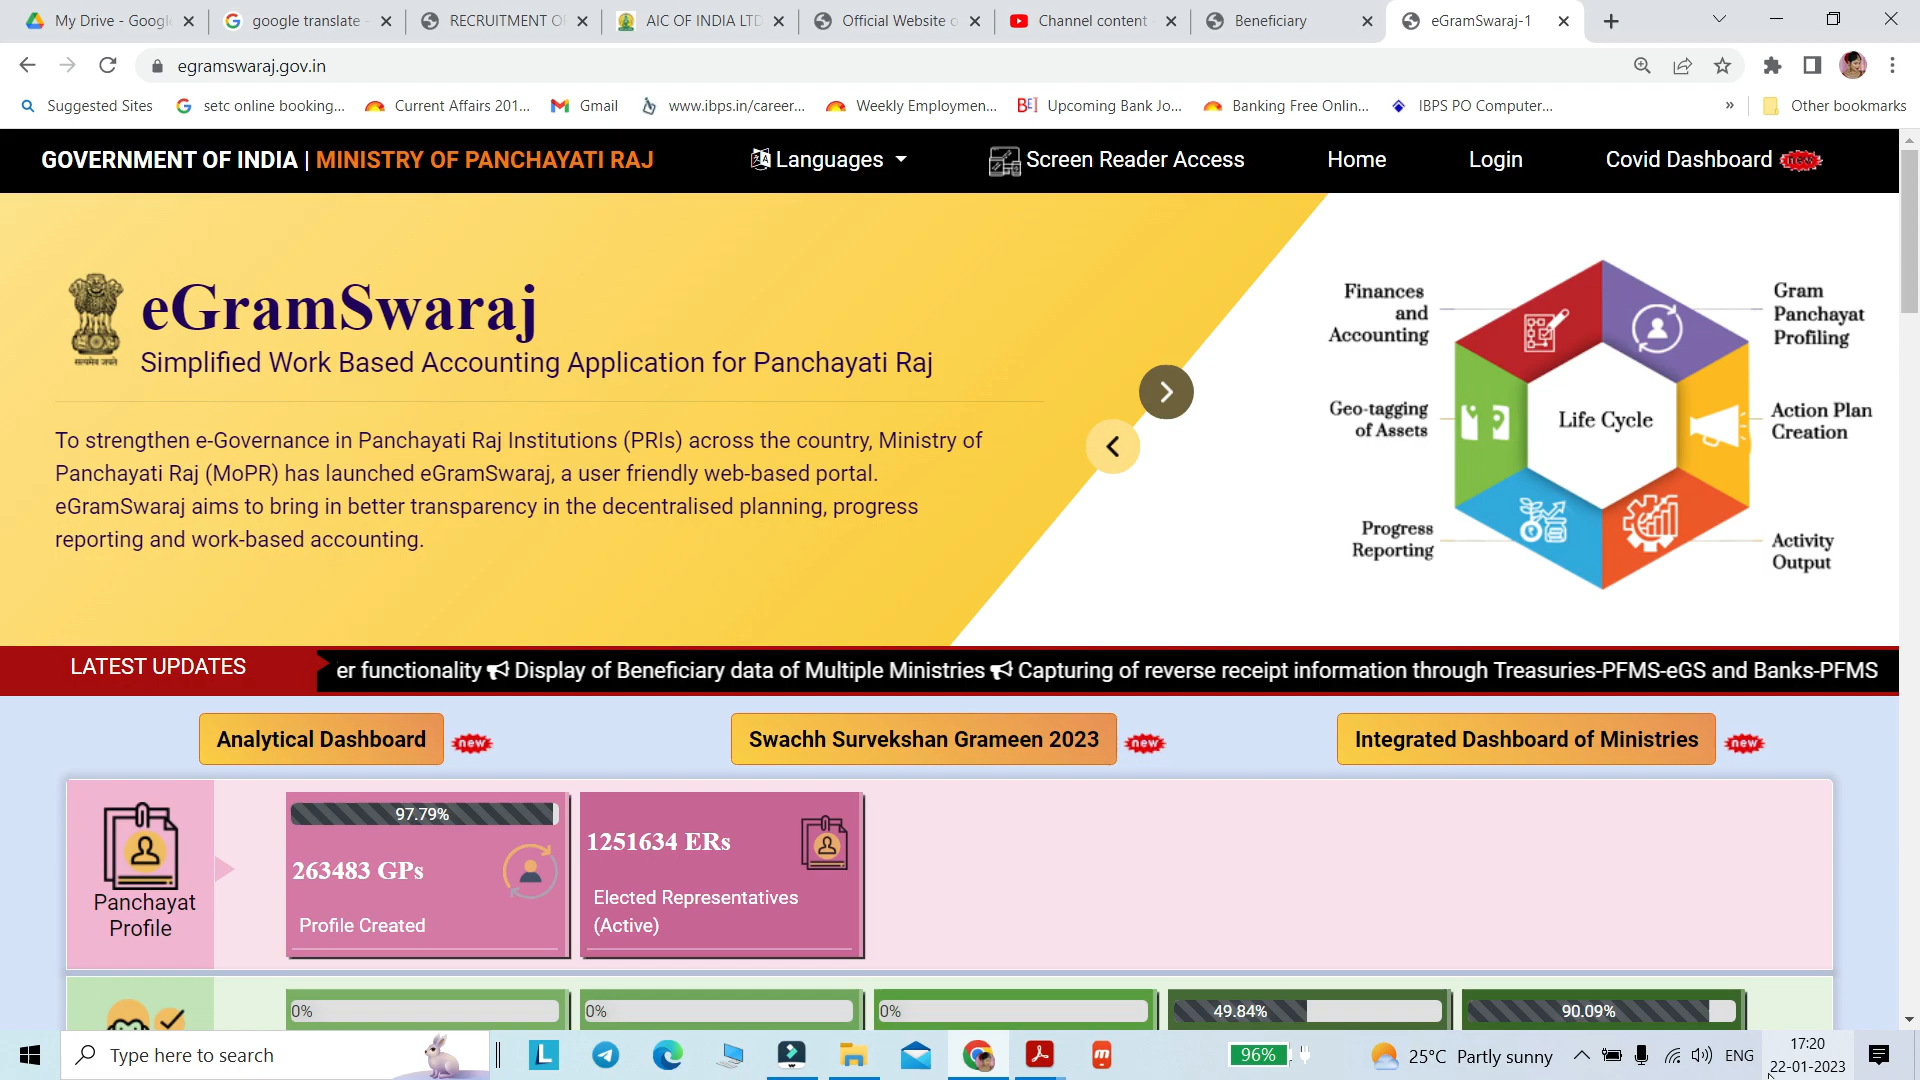 My Drive - Googl
google translate
RECRUITMENT O
AIC OF INDIA LTD
Official Website o
Channel content
Beneficiary
eGramSwaraj-1
egramswaraj.gov.in
Suggested Sites
setc online booking...
Current Affairs 201...
Gmail
www.ibps.in/career...
Weekly Employmen...
BEJ Upcoming Bank Jo...
Banking Free Onlin...
IBPS PO Computer...
»
Other bookmarks
GOVERNMENT OF INDIA | MINISTRY OF PANCHAYATI RAJ
Languages
Screen Reader Access
Home
Login
Covid Dashboard new
eGramSwaraj
सत्यमेव जयते
Simplified Work Based Accounting Application for Panchayati Raj
To strengthen e-Governance in Panchayati Raj Institutions (PRIs) across the country, Ministry of
Panchayati Raj (MoPR) has launched eGramSwaraj, a user friendly web-based portal.
eGramSwaraj aims to bring in better transparency in the decentralised planning, progress
reporting and work-based accounting.
Finances
and
Accounting
Gram
Panchayat
Profiling
Geo-tagging
of Assets
Life Cycle
Action Plan
Creation
Progress
Reporting
Activity
Output
LATEST UPDATES
er functionality Display of Beneficiary data of Multiple Ministries Capturing of reverse receipt information through Treasuries-PFMS-eGS and Banks-PFMS
Analytical Dashboard new
Swachh Survekshan Grameen 2023 new
Integrated Dashboard of Ministries new
Panchayat
Profile
97.79%
263483 GPs
Profile Created
1251634 ERs
Elected Representatives
(Active)
0%
0%
0%
49.84%
90.09%
Type here to search
L
m
96%
25°C Partly sunny
ENG
17:20
22-01-2023